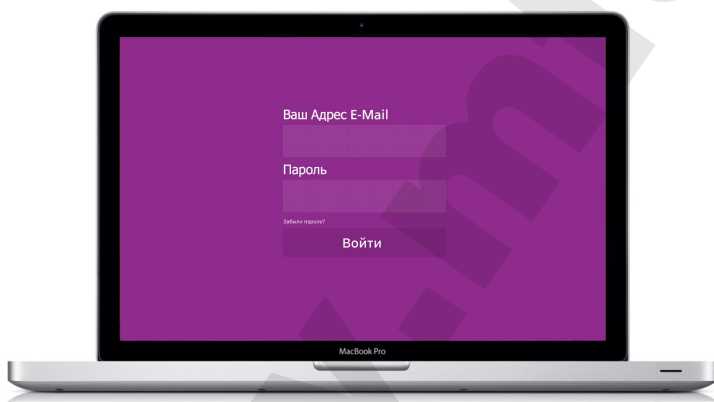 Ваш Адрес E-Mail
Пароль
Забыли пароль?
Войти
MacBook Pro